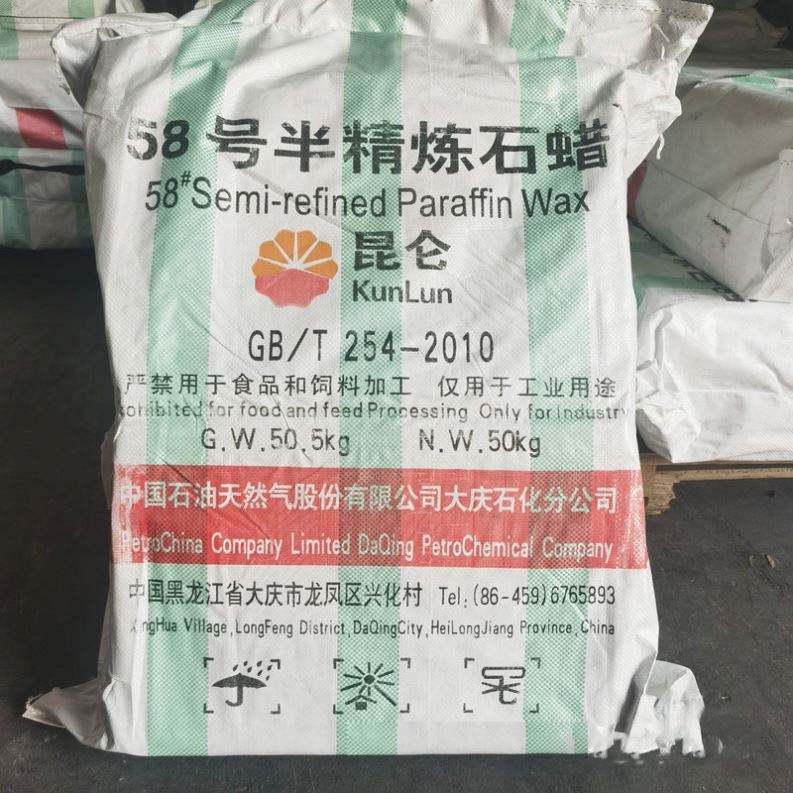 58号半精炼石蜡
58#Semi-refined Paraffin Wax
昆仑
KunLun
GB/T 254-2010
严禁用于食品和饲料加工 仅用于工业用途
for food and feed Processing Only for Industry
G.W.50.5kg N.W.50kg
中国石油天然气股份有限公司大庆石化分公司
PetroChina Company Limited DaQing PetroChemical Company
中国黑龙江省大庆市龙凤区兴化村 Tel:(86-459)6765893
XingHua Village,LongFeng District,DaQingCity,HeiLongJiang Province,China